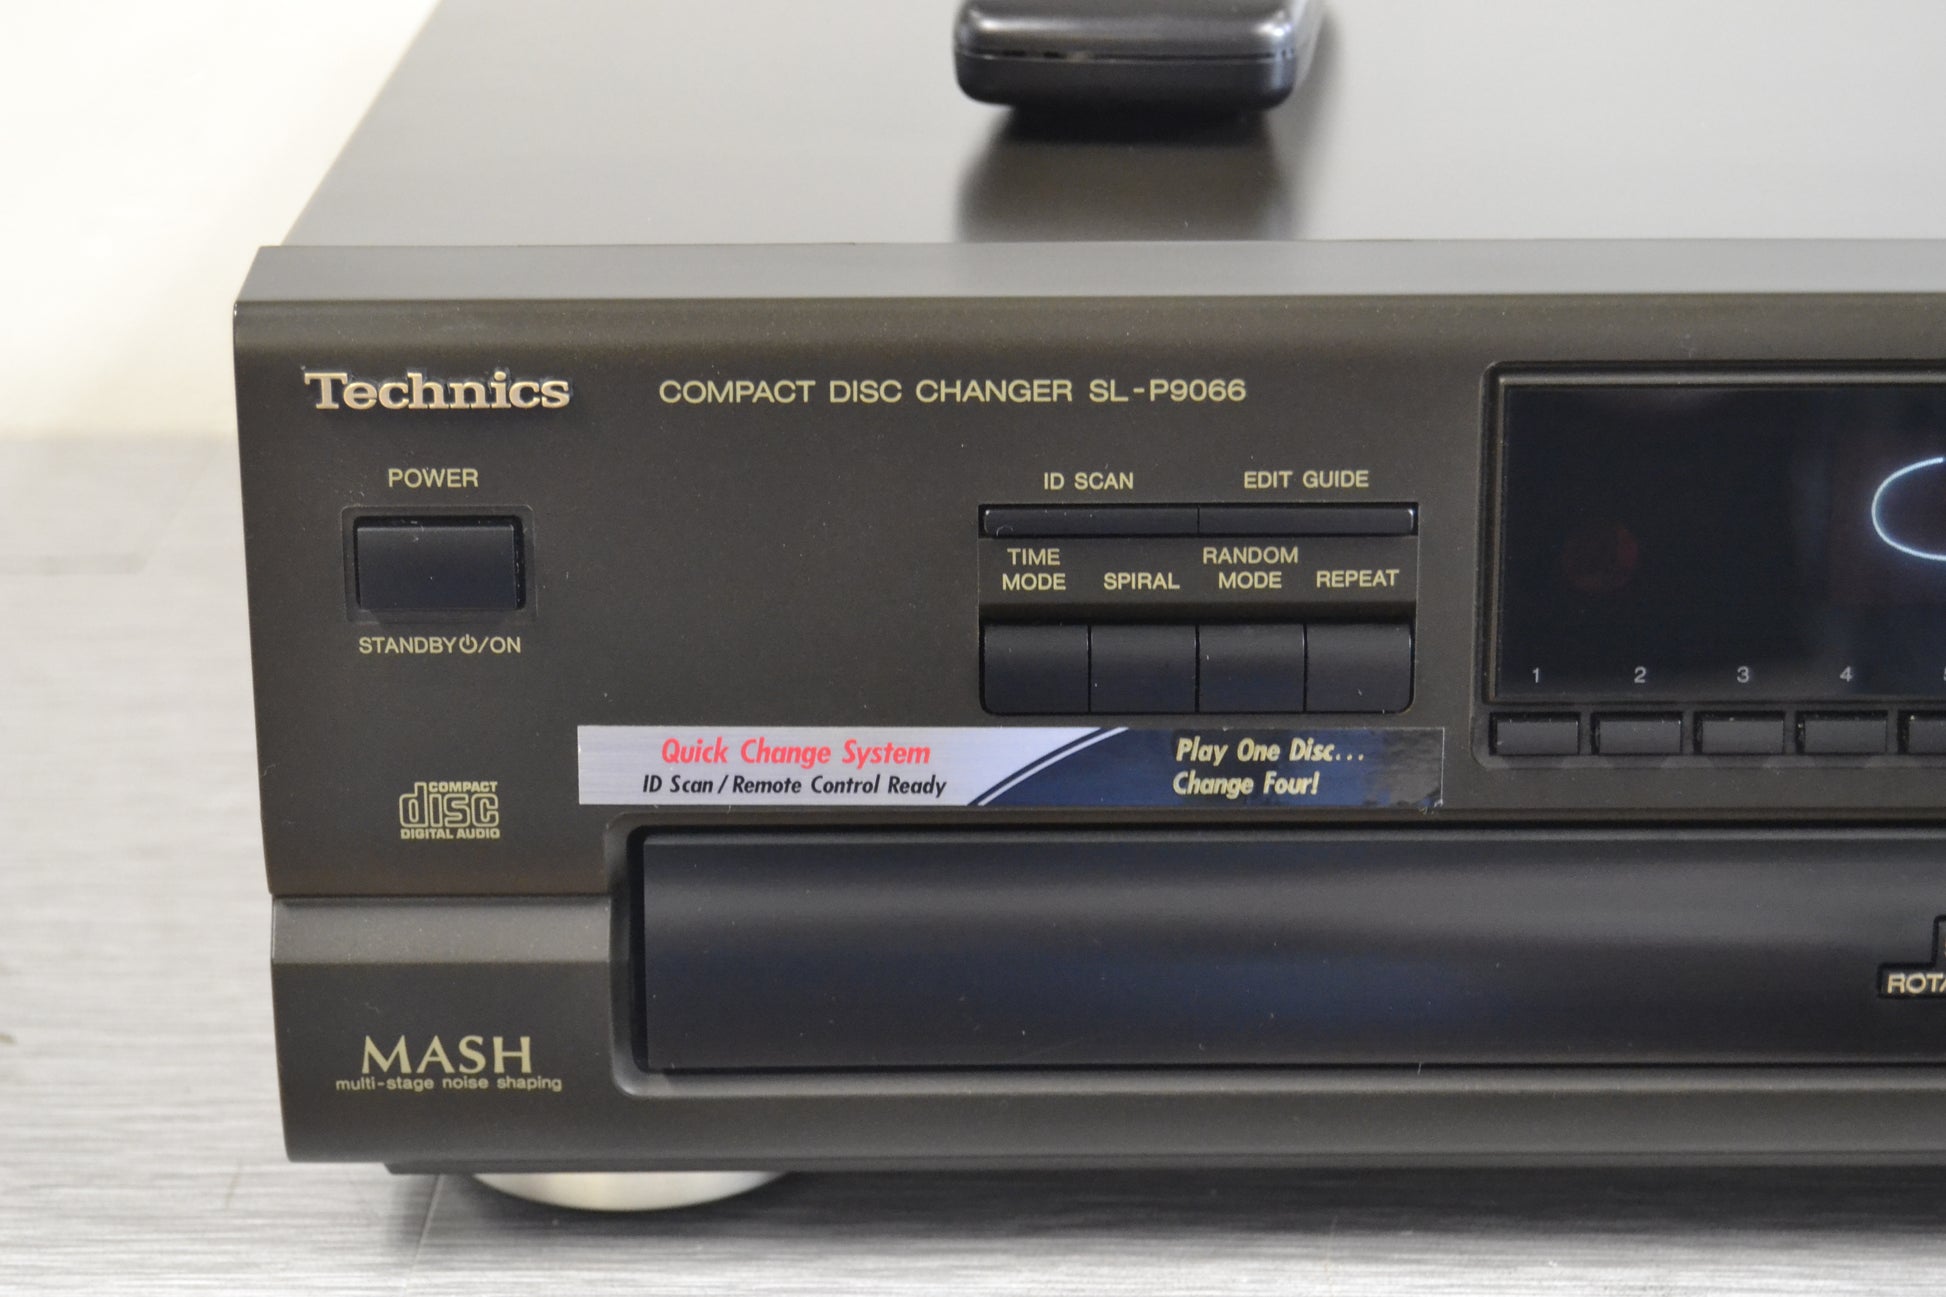 Technics
COMPACT DISC CHANGER SL-P9066
POWER
STANDBY⏻/ON
ID SCAN EDIT GUIDE
TIME MODE
SPIRAL
RANDOM MODE
REPEAT
1 2 3 4
Quick Change System
ID Scan / Remote Control Ready
Play One Disc...
Change Four!
COMPACT
disc
DIGITAL AUDIO
MASH
multi-stage noise shaping